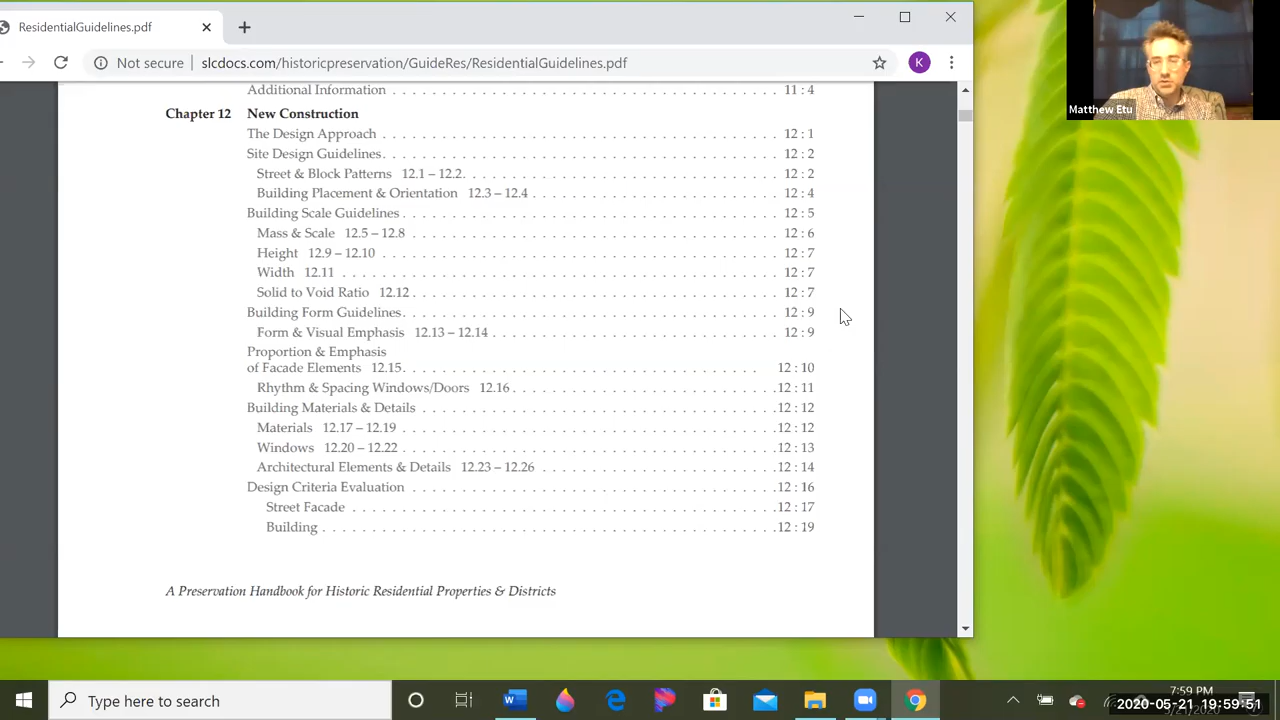 ResidentialGuidelines.pdf
Not secure
slcdocs.com/historicpreservation/GuideRes/ResidentialGuidelines.pdf
K
Matthew Etu
Additional Information . . . . 11 : 4
Chapter 12 New Construction
The Design Approach . . . . 12 : 1
Site Design Guidelines. . . . 12 : 2
Street & Block Patterns 12.1 – 12.2. . . . 12 : 2
Building Placement & Orientation 12.3 – 12.4 . . . . 12 : 4
Building Scale Guidelines . . . . 12 : 5
Mass & Scale 12.5 – 12.8 . . . . 12 : 6
Height 12.9 – 12.10 . . . . 12 : 7
Width 12.11 . . . . 12 : 7
Solid to Void Ratio 12.12 . . . . 12 : 7
Building Form Guidelines. . . . 12 : 9
Form & Visual Emphasis 12.13 – 12.14 . . . . 12 : 9
Proportion & Emphasis
of Facade Elements 12.15. . . . 12 : 10
Rhythm & Spacing Windows/Doors 12.16 . . . . 12 : 11
Building Materials & Details . . . . 12 : 12
Materials 12.17 – 12.19 . . . . 12 : 12
Windows 12.20 – 12.22 . . . . 12 : 13
Architectural Elements & Details 12.23 – 12.26 . . . . 12 : 14
Design Criteria Evaluation . . . . 12 : 16
Street Facade . . . . 12 : 17
Building . . . . 12 : 19
A Preservation Handbook for Historic Residential Properties & Districts
Type here to search
7:59 PM
2020-05-21 19:59:51